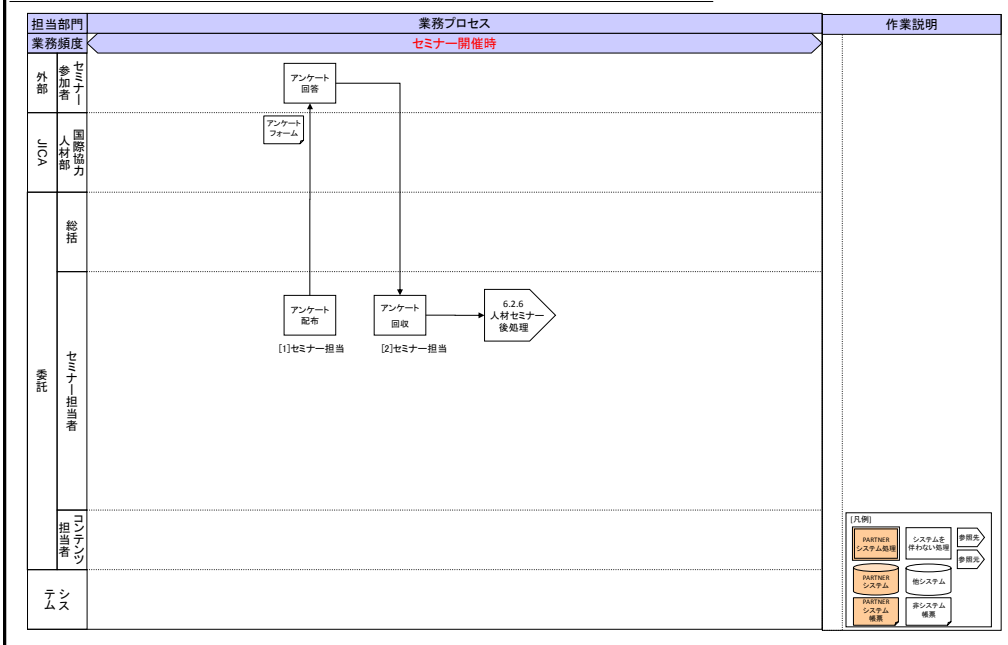 担当部門
業務プロセス
作業説明
業務頻度
セミナー開催時
外部
セミナー
参加者
アンケート
回答
アンケート
フォーム
JICA
国際協力
人材部
委託
総括
セミナー担当者
アンケート
配布
[1]セミナー担当
アンケート
回収
[2]セミナー担当
6.2.6
人材セミナー
後処理
コンテンツ
担当者
シス
テム
[凡例]
PARTNER
システム処理
システムを
伴わない処理
参照先
参照元
PARTNER
システム
他システム
PARTNER
システム
帳票
非システム
帳票